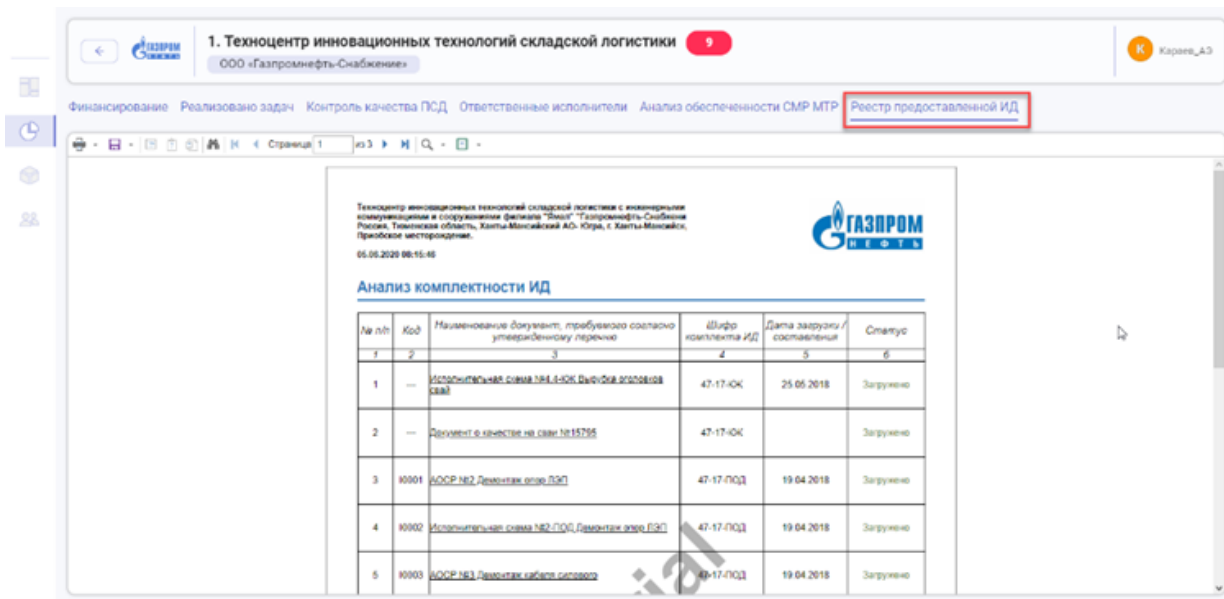 ГАЗПРОМ
1. Техноцентр инновационных технологий складской логистики 9
ООО «Газпромнефть-Снабжение»
К Караев_АЭ
Финансирование Реализовано задач Контроль качества ПСД Ответственные исполнители Анализ обеспеченности СМР МТР Реестр предоставленной ИД
Страница 1 из 3
Техноцентр инновационных технологий складской логистики с инженерными
коммуникациями и сооружениями филиала "Ямал" "Газпромнефть-Снабжени
Россия, Тюменская область, Ханты-Мансийский АО- Югра, г. Ханты-Мансийск,
Приобское месторождение.
05.06.2020 08:15:46
ГАЗПРОМ
НЕФТЬ
Анализ комплектности ИД
№ п/п Код Наименование документ, требуемого согласно утвержденному перечню Шифр комплекта ИД Дата загрузки / составления Статус
1 2 3 4 5 6
1 --- Исполнительная схема №4.4-ЮК Вырубка оголовков свай 47-17-ЮК 25.05.2018 Загружено
2 --- Документ о качестве на сваи №15795 47-17-ЮК Загружено
3 I0001 АОСР №2 Демонтаж опор ЛЭП 47-17-ПОД 19.04.2018 Загружено
4 I0002 Исполнительная схема №2-ПОД Демонтаж опор ЛЭП 47-17-ПОД 19.04.2018 Загружено
5 I0003 АОСР №3 Демонтаж кабеля силового 47-17-ПОД 19.04.2018 Загружено
ial